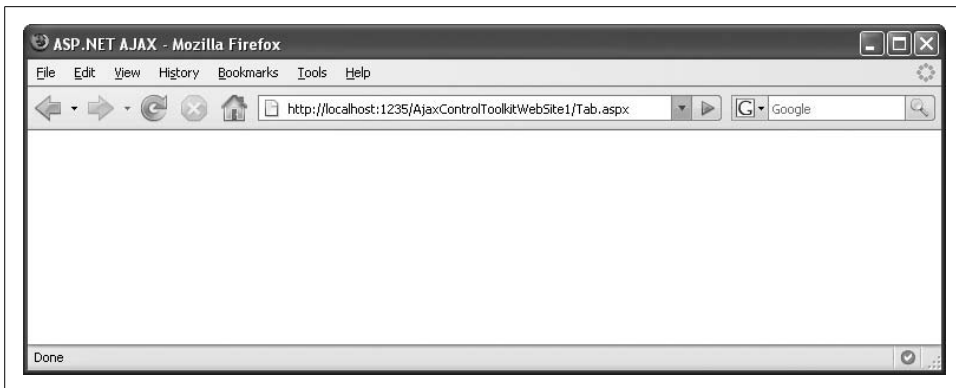 ASP.NET AJAX - Mozilla Firefox
File Edit View History Bookmarks Tools Help
http://localhost:1235/AjaxControlToolkitWebSite1/Tab.aspx G Google
Done